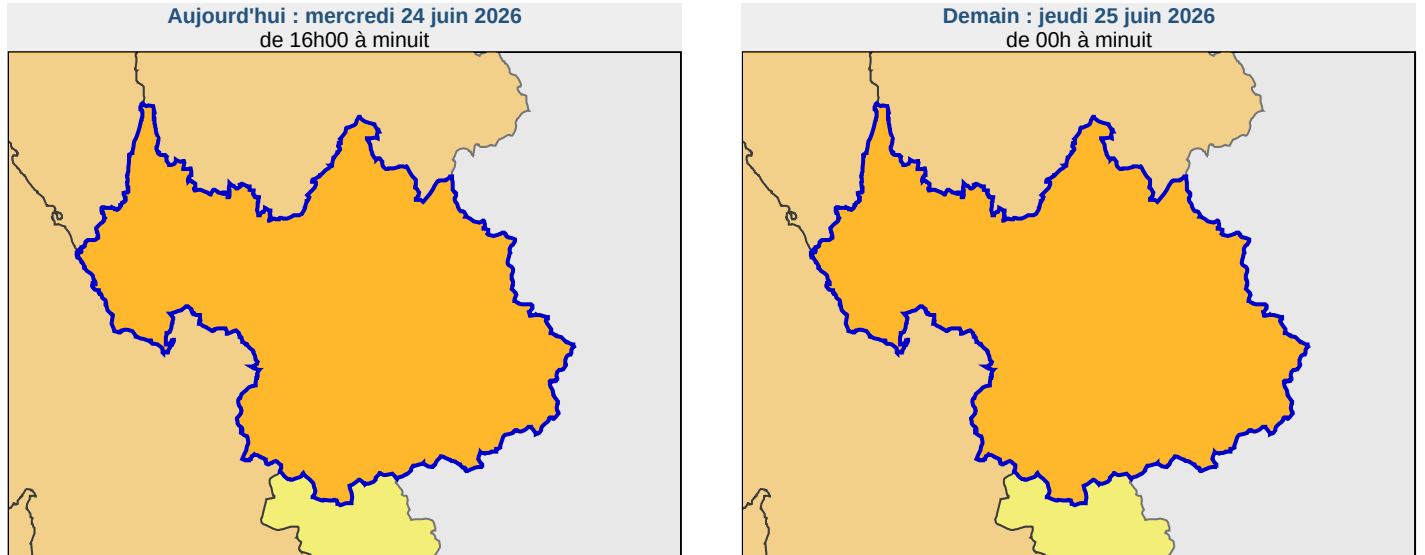 Aujourd'hui : mercredi 24 juin 2026
de 16h00 à minuit
Demain : jeudi 25 juin 2026
de 00h à minuit